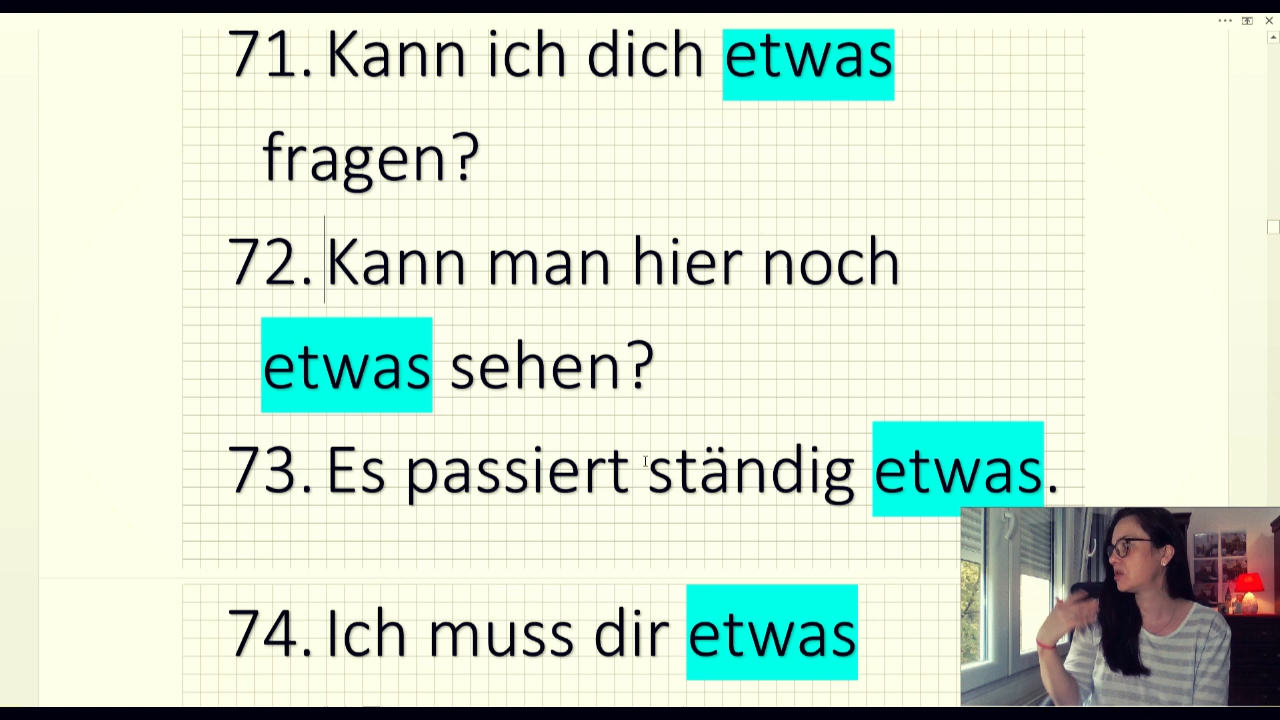 71. Kann ich dich etwas
fragen?
72. Kann man hier noch
etwas sehen?
73. Es passiert ständig etwas.
74. Ich muss dir etwas